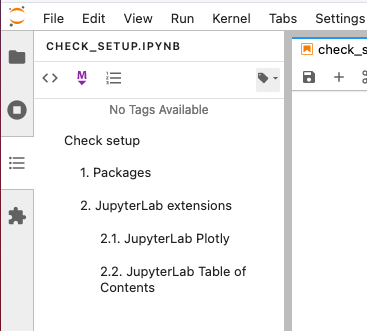 File Edit View Run Kernel Tabs Settings
CHECK_SETUP.IPYNB
check_s
M
No Tags Available
Check setup
1. Packages
2. JupyterLab extensions
2.1. JupyterLab Plotly
2.2. JupyterLab Table of
Contents